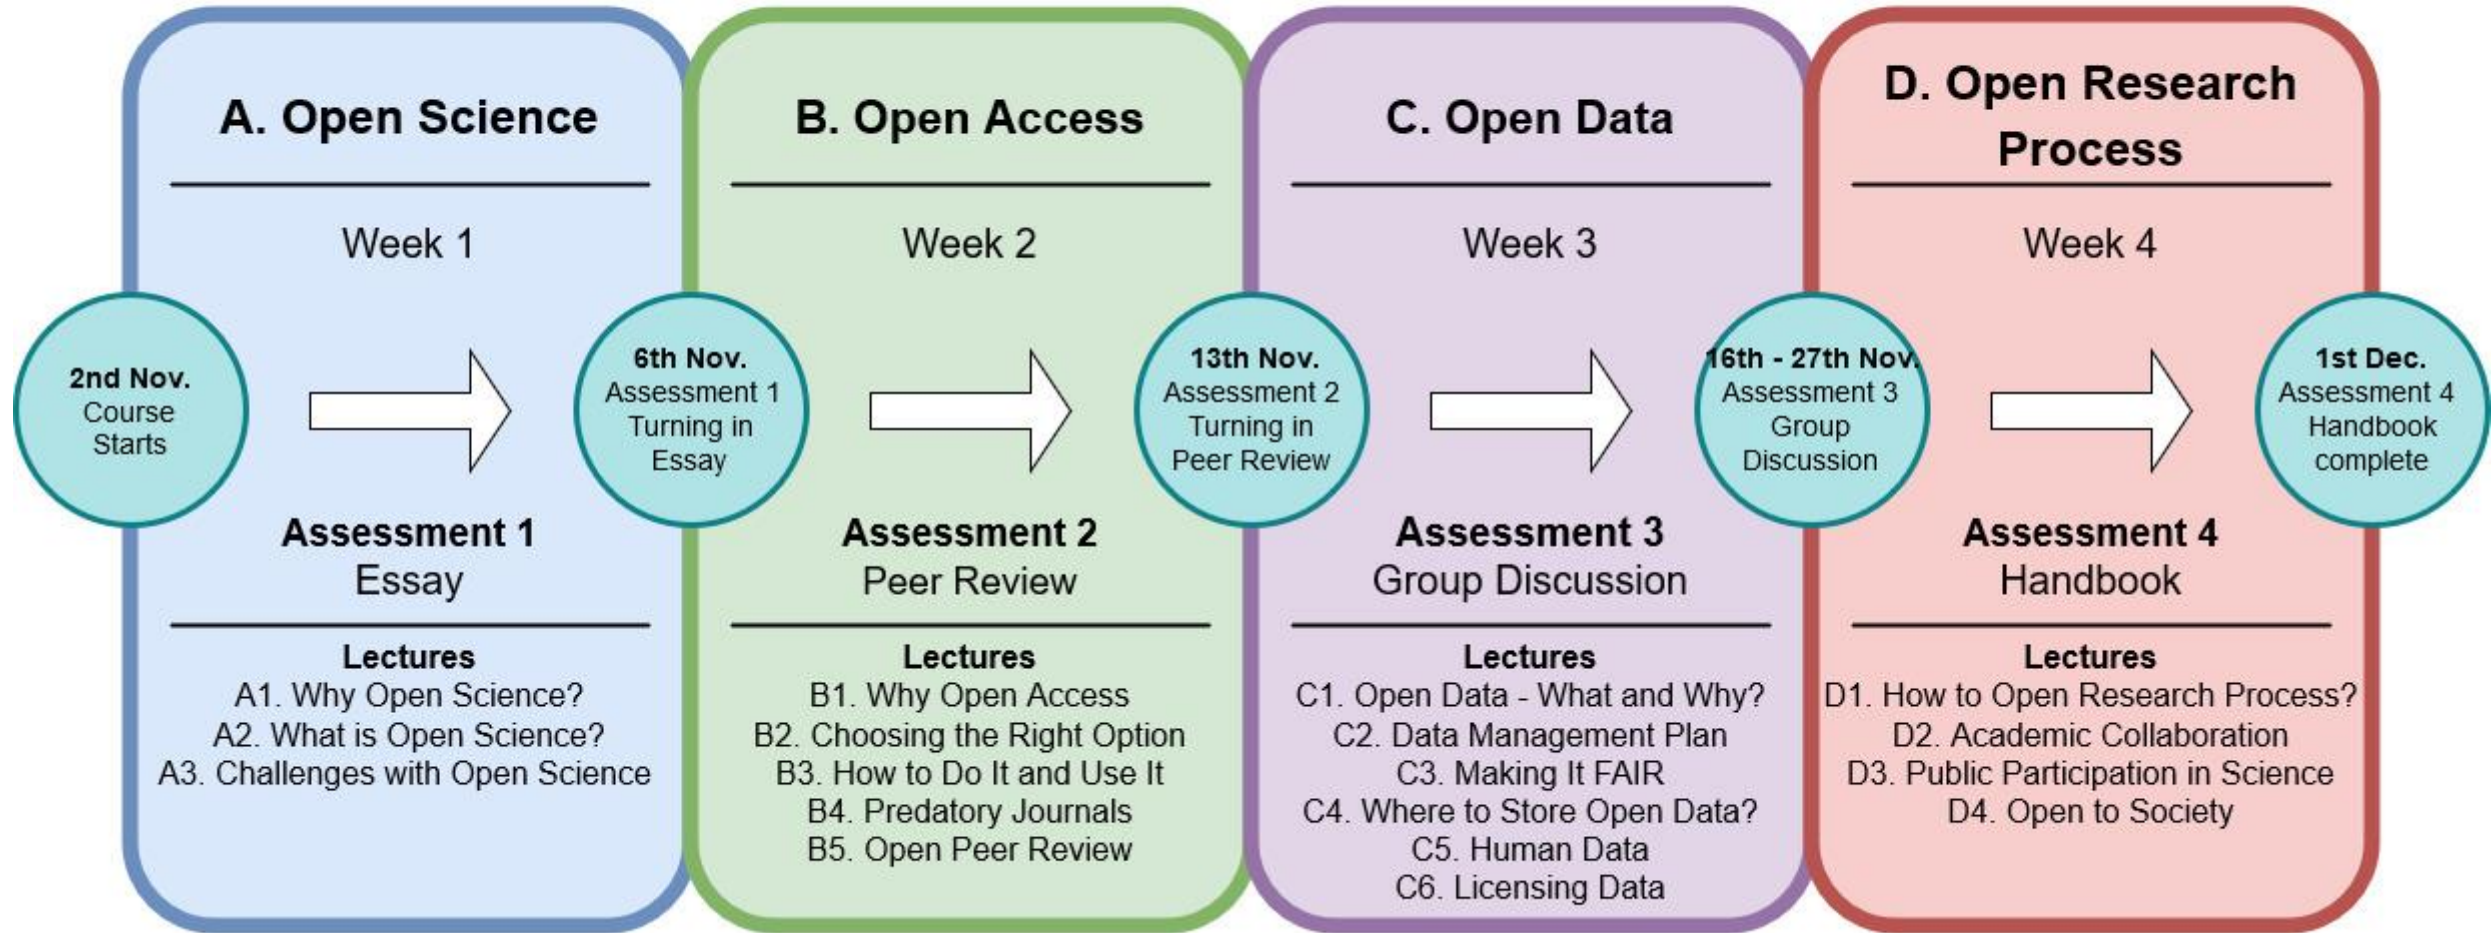 A. Open Science
Week 1
2nd Nov.
Course
Starts
Assessment 1
Essay
Lectures
A1. Why Open Science?
A2. What is Open Science?
A3. Challenges with Open Science
6th Nov.
Assessment 1
Turning in
Essay
B. Open Access
Week 2
Assessment 2
Peer Review
Lectures
B1. Why Open Access
B2. Choosing the Right Option
B3. How to Do It and Use It
B4. Predatory Journals
B5. Open Peer Review
13th Nov.
Assessment 2
Turning in
Peer Review
C. Open Data
Week 3
Assessment 3
Group Discussion
Lectures
C1. Open Data - What and Why?
C2. Data Management Plan
C3. Making It FAIR
C4. Where to Store Open Data?
C5. Human Data
C6. Licensing Data
16th - 27th Nov.
Assessment 3
Group
Discussion
D. Open Research
Process
Week 4
Assessment 4
Handbook
Lectures
D1. How to Open Research Process?
D2. Academic Collaboration
D3. Public Participation in Science
D4. Open to Society
1st Dec.
Assessment 4
Handbook
complete